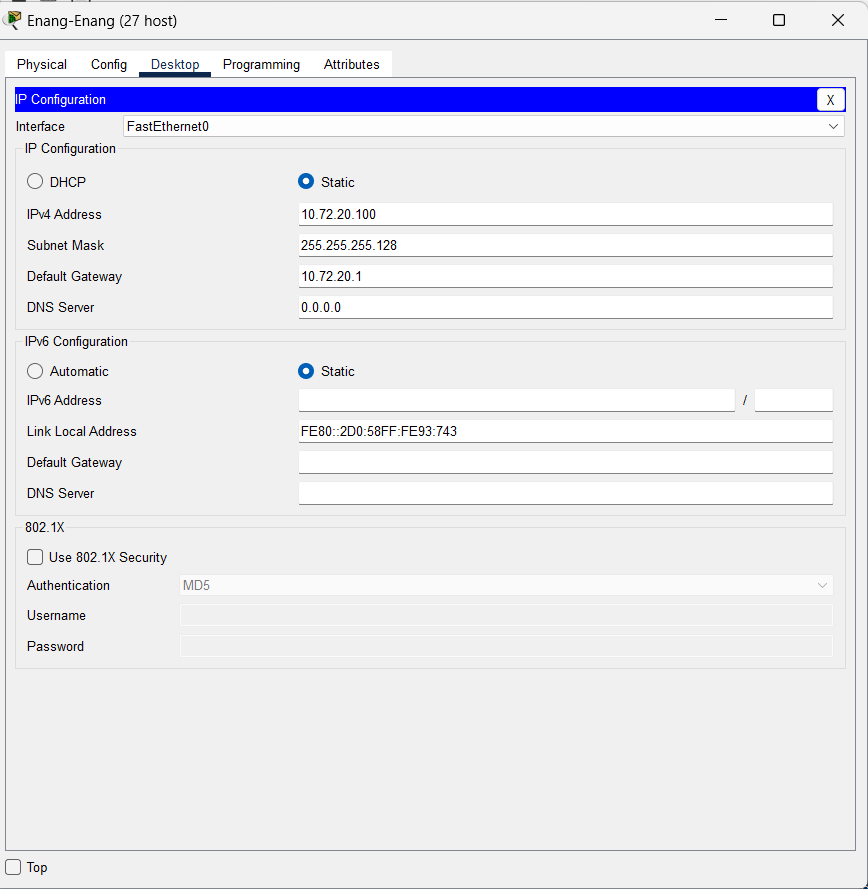 Enang-Enang (27 host)
Physical Config Desktop Programming Attributes
IP Configuration X
Interface FastEthernet0
IP Configuration
DHCP Static
IPv4 Address 10.72.20.100
Subnet Mask 255.255.255.128
Default Gateway 10.72.20.1
DNS Server 0.0.0.0
IPv6 Configuration
Automatic Static
IPv6 Address /
Link Local Address FE80::2D0:58FF:FE93:743
Default Gateway
DNS Server
802.1X
Use 802.1X Security
Authentication MD5
Username
Password
Top